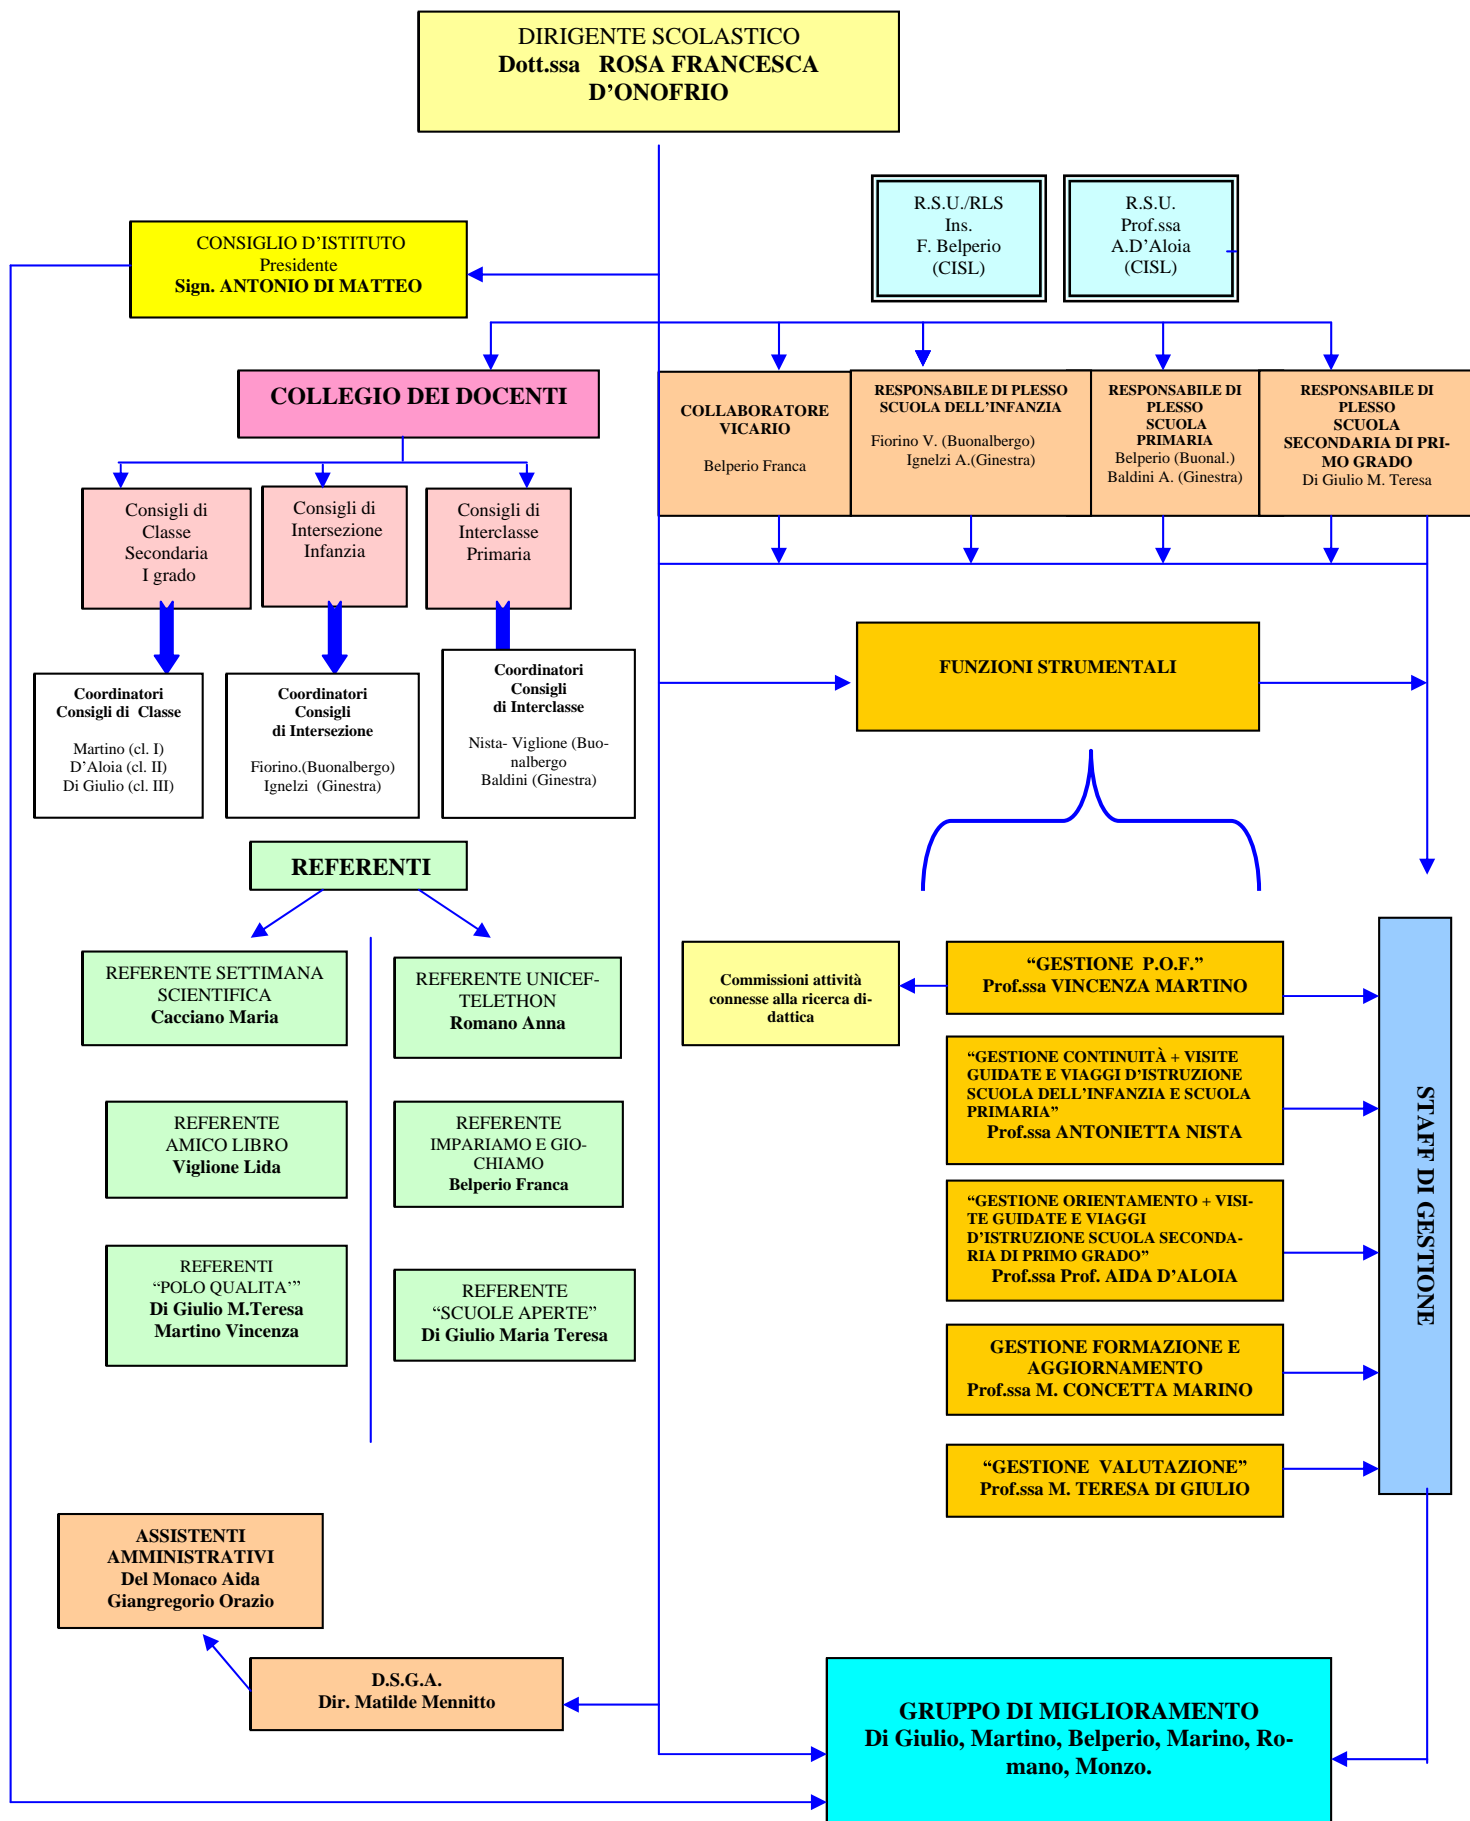 DIRIGENTE SCOLASTICO
Dott.ssa ROSA FRANCESCA
D’ONOFRIO
R.S.U./RLS
Ins.
F. Belperio
(CISL)
R.S.U.
Prof.ssa
A.D’Aloia
(CISL)
CONSIGLIO D’ISTITUTO
Presidente
Sign. ANTONIO DI MATTEO
COLLEGIO DEI DOCENTI
COLLABORATORE
VICARIO
Belperio Franca
RESPONSABILE DI PLESSO
SCUOLA DELL’INFANZIA
Fiorino V. (Buonalbergo)
Ignelzi A.(Ginestra)
RESPONSABILE DI
PLESSO
SCUOLA
PRIMARIA
Belperio (Buonal.)
Baldini A. (Ginestra)
RESPONSABILE DI
PLESSO
SCUOLA
SECONDARIA DI PRI-
MO GRADO
Di Giulio M. Teresa
Consigli di
Classe
Secondaria
I grado
Consigli di
Intersezione
Infanzia
Consigli di
Interclasse
Primaria
Coordinatori
Consigli di Classe
Martino (cl. I)
D’Aloia (cl. II)
Di Giulio (cl. III)
Coordinatori
Consigli
di Intersezione
Fiorino.(Buonalbergo)
Ignelzi (Ginestra)
Coordinatori
Consigli
di Interclasse
Nista- Viglione (Buo-
nalbergo
Baldini (Ginestra)
FUNZIONI STRUMENTALI
REFERENTI
REFERENTE SETTIMANA
SCIENTIFICA
Cacciano Maria
REFERENTE UNICEF-
TELETHON
Romano Anna
REFERENTE
AMICO LIBRO
Viglione Lida
REFERENTE
IMPARIAMO E GIO-
CHIAMO
Belperio Franca
REFERENTI
“POLO QUALITA’”
Di Giulio M.Teresa
Martino Vincenza
REFERENTE
“SCUOLE APERTE”
Di Giulio Maria Teresa
Commissioni attività
connesse alla ricerca di-
dattica
“GESTIONE P.O.F.”
Prof.ssa VINCENZA MARTINO
“GESTIONE CONTINUITÀ + VISITE
GUIDATE E VIAGGI D’ISTRUZIONE
SCUOLA DELL’INFANZIA E SCUOLA
PRIMARIA”
Prof.ssa ANTONIETTA NISTA
“GESTIONE ORIENTAMENTO + VISI-
TE GUIDATE E VIAGGI
D’ISTRUZIONE SCUOLA SECONDA-
RIA DI PRIMO GRADO”
Prof.ssa Prof. AIDA D’ALOIA
GESTIONE FORMAZIONE E
AGGIORNAMENTO
Prof.ssa M. CONCETTA MARINO
“GESTIONE VALUTAZIONE”
Prof.ssa M. TERESA DI GIULIO
STAFF DI GESTIONE
ASSISTENTI
AMMINISTRATIVI
Del Monaco Aida
Giangregorio Orazio
D.S.G.A.
Dir. Matilde Mennitto
GRUPPO DI MIGLIORAMENTO
Di Giulio, Martino, Belperio, Marino, Ro-
mano, Monzo.